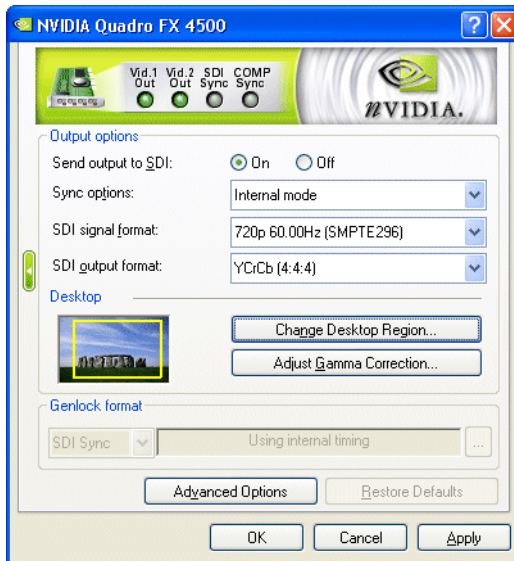 NVIDIA Quadro FX 4500
Vid.1 Out Vid.2 Out SDI Sync COMP Sync
nVIDIA.
Output options
Send output to SDI: On Off
Sync options: Internal mode
SDI signal format: 720p 60.00Hz (SMPTE296)
SDI output format: YCrCb (4:4:4)
Desktop
Change Desktop Region...
Adjust Gamma Correction...
Genlock format
SDI Sync Using internal timing ...
Advanced Options Restore Defaults
OK Cancel Apply